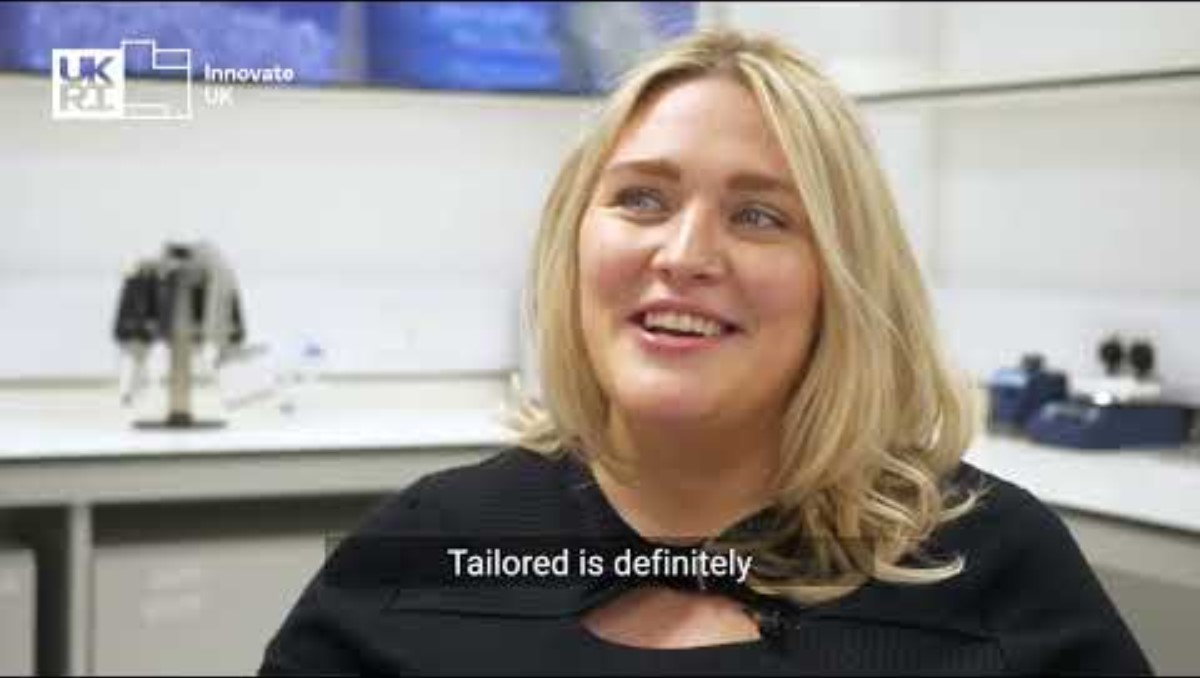 UK
RI
Innovate
UK
Tailored is definitely